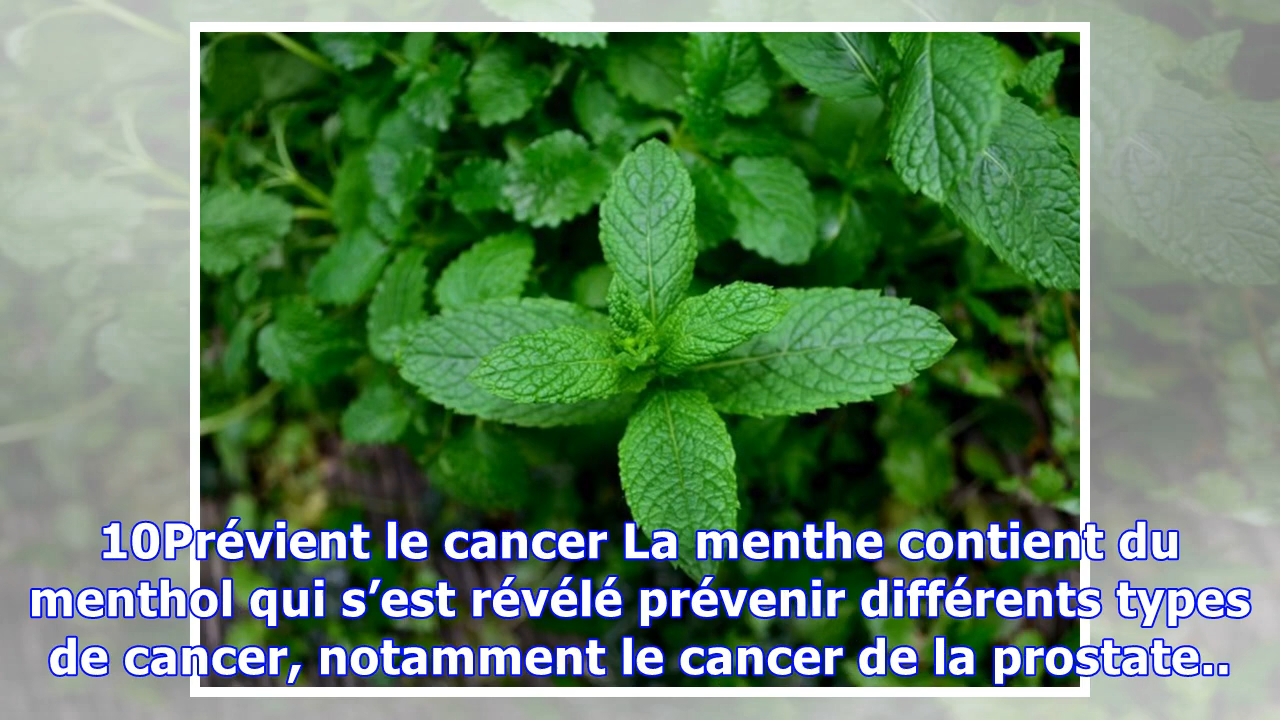 10Prévient le cancer La menthe contient du
menthol qui s’est révélé prévenir différents types
de cancer, notamment le cancer de la prostate..